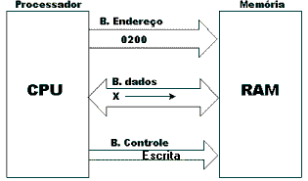 Processador Memória
B. Endereço
0200
CPU
B. dados
X
RAM
B. Controle
Escrita